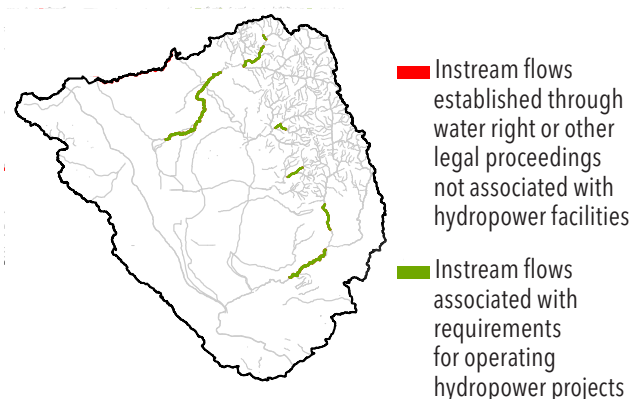 Instream flows
established through
water right or other
legal proceedings
not associated with
hydropower facilities
Instream flows
associated with
requirements
for operating
hydropower projects